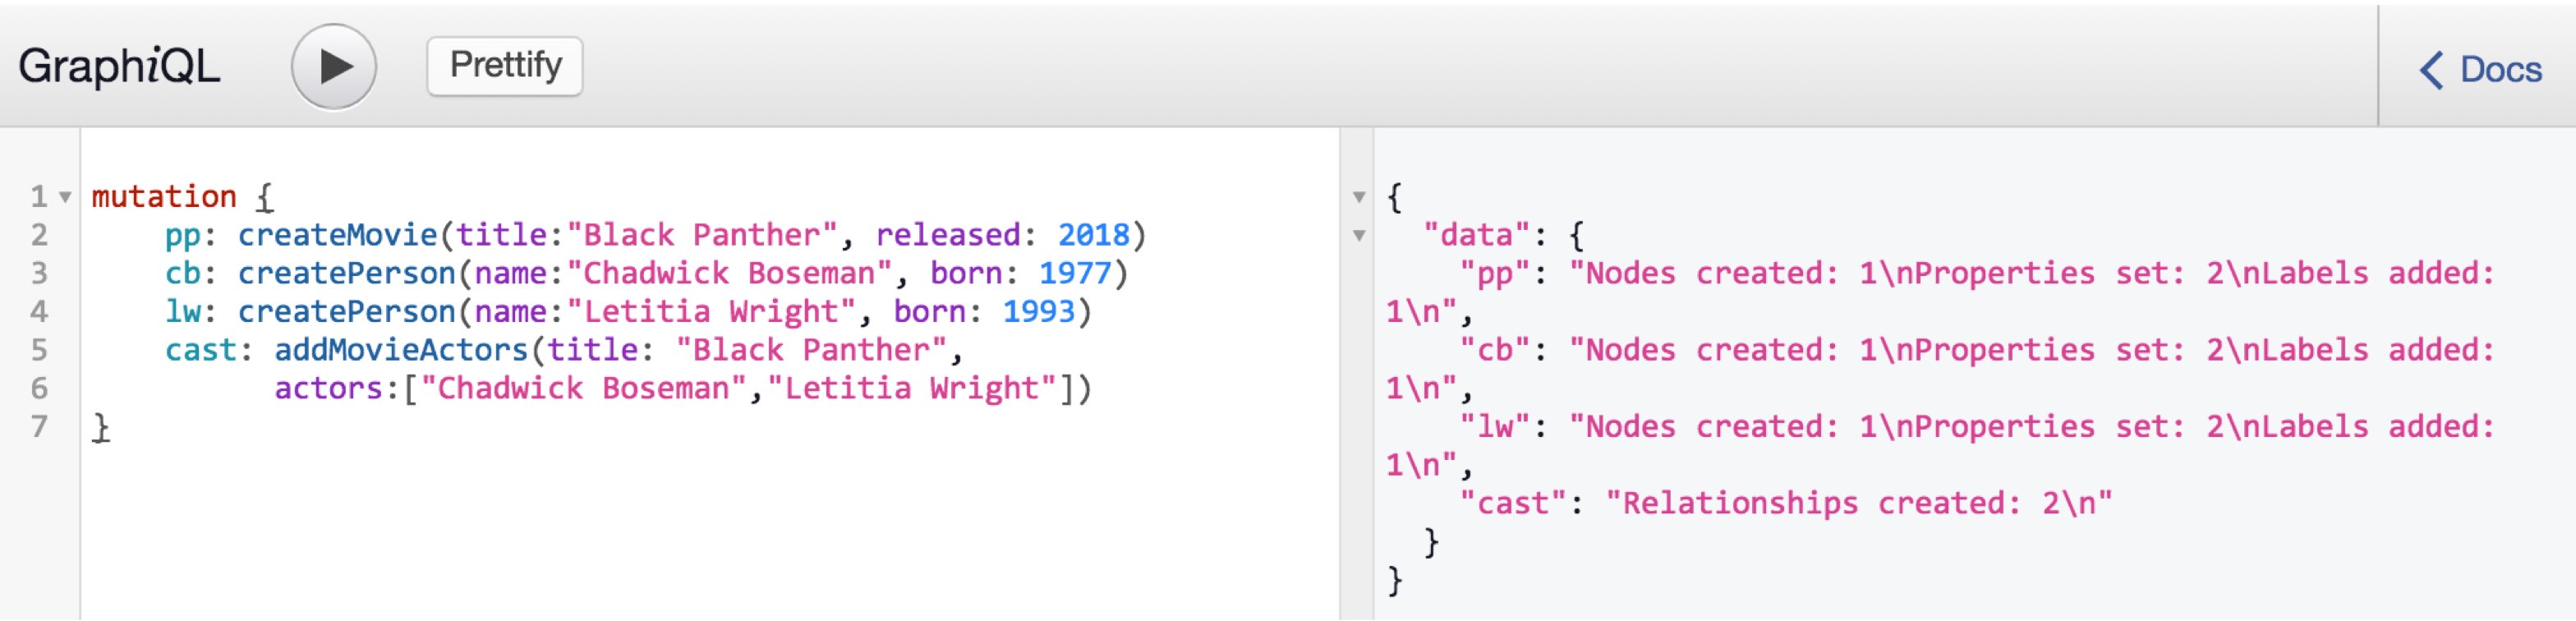 GraphiQL
Prettify
Docs
1 mutation {
2 pp: createMovie(title:"Black Panther", released: 2018)
3 cb: createPerson(name:"Chadwick Boseman", born: 1977)
4 lw: createPerson(name:"Letitia Wright", born: 1993)
5 cast: addMovieActors(title: "Black Panther",
6 actors:["Chadwick Boseman","Letitia Wright"])
7 }
{
"data": {
"pp": "Nodes created: 1\nProperties set: 2\nLabels added:
1\n",
"cb": "Nodes created: 1\nProperties set: 2\nLabels added:
1\n",
"lw": "Nodes created: 1\nProperties set: 2\nLabels added:
1\n",
"cast": "Relationships created: 2\n"
}
}